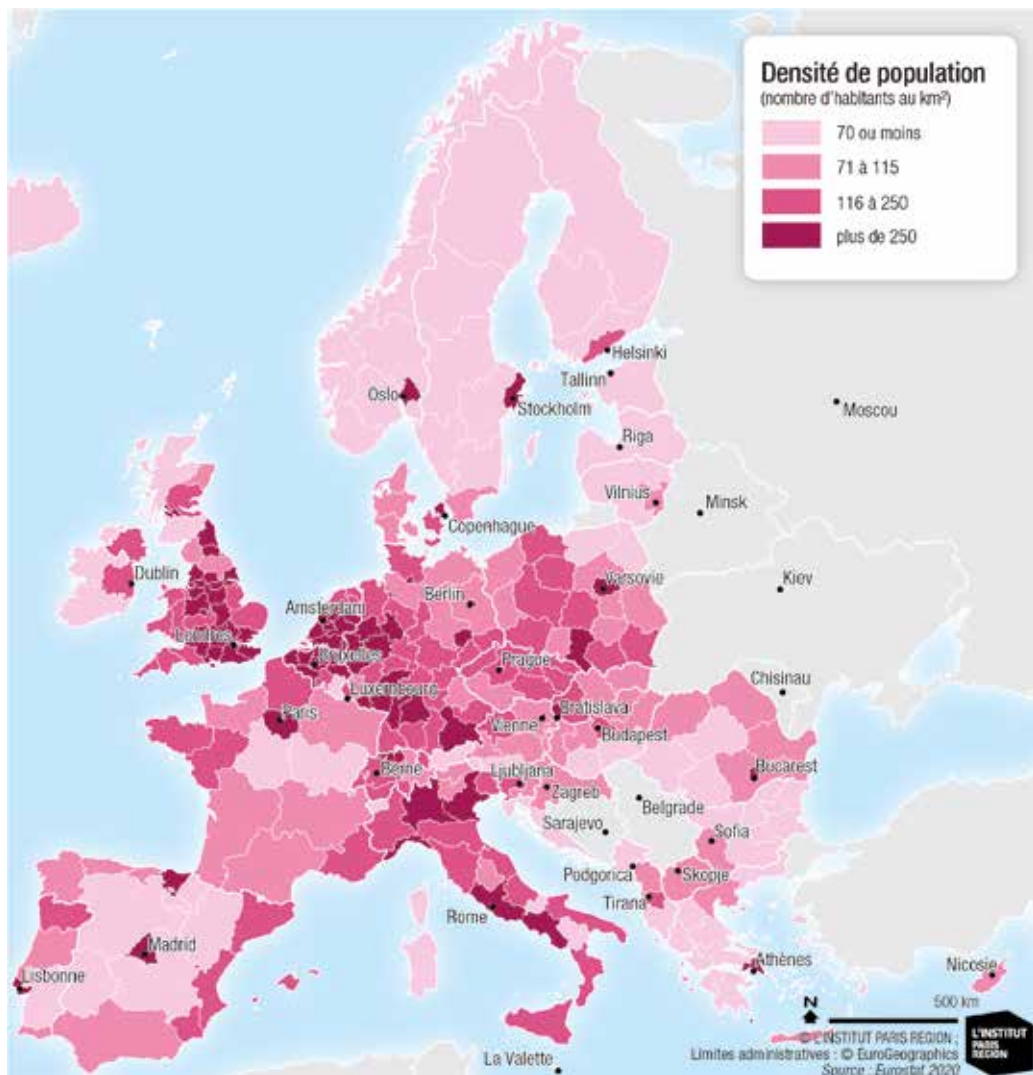 Densité de population
(nombre d'habitants au km²)
70 ou moins
71 à 115
116 à 250
plus de 250
Helsinki
Tallinn
Oslo
Stockholm
Moscou
Riga
Vilnius
Minsk
Copenhague
Dublin
Varsovie
Kiev
Berlin
Amsterdam
Londres
Bruxelles
Prague
Luxembourg
Chisinau
Paris
Bratislava
Vienne
Budapest
Berne
Ljubljana
Bucarest
Zagreb
Belgrade
Sarajevo
Sofia
Podgorica
Skopje
Tirana
Rome
Madrid
Lisbonne
Athènes
Nicosie
N
500 km
© L'INSTITUT PARIS REGION ;
Limites administratives : © EuroGeographics
Source : Eurostat 2020
L'INSTITUT
PARIS
REGION
La Valette